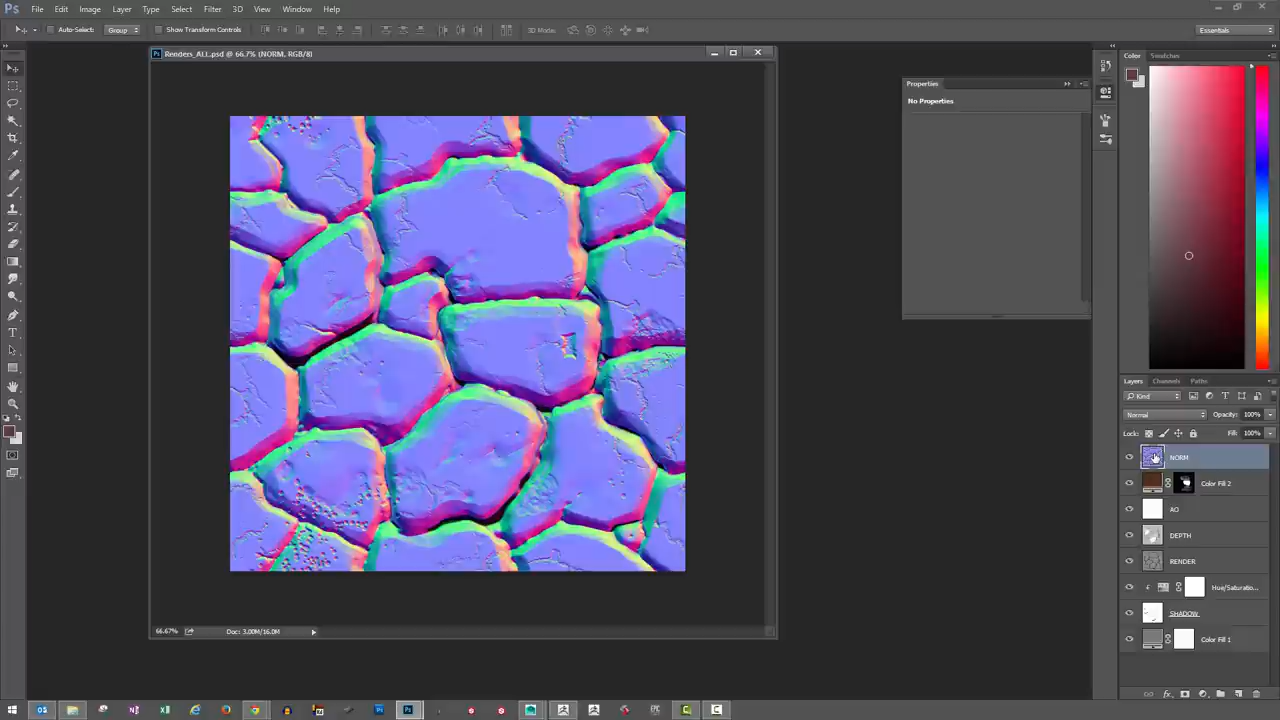 Ps File Edit Image Layer Type Select Filter 3D View Window Help
Auto-Select: Group Show Transform Controls 3D Mode: Essentials
Renders_ALL.psd @ 66.7% (NORM, RGB/8)
Color Swatches
Properties
No Properties
Layers Channels Paths
Kind
Normal Opacity: 100%
Lock: Fill: 100%
NORM
Color Fill 2
AO
DEPTH
RENDER
Hue/Saturatio...
SHADOW
Color Fill 1
66.67% Doc: 3.00M/16.0M